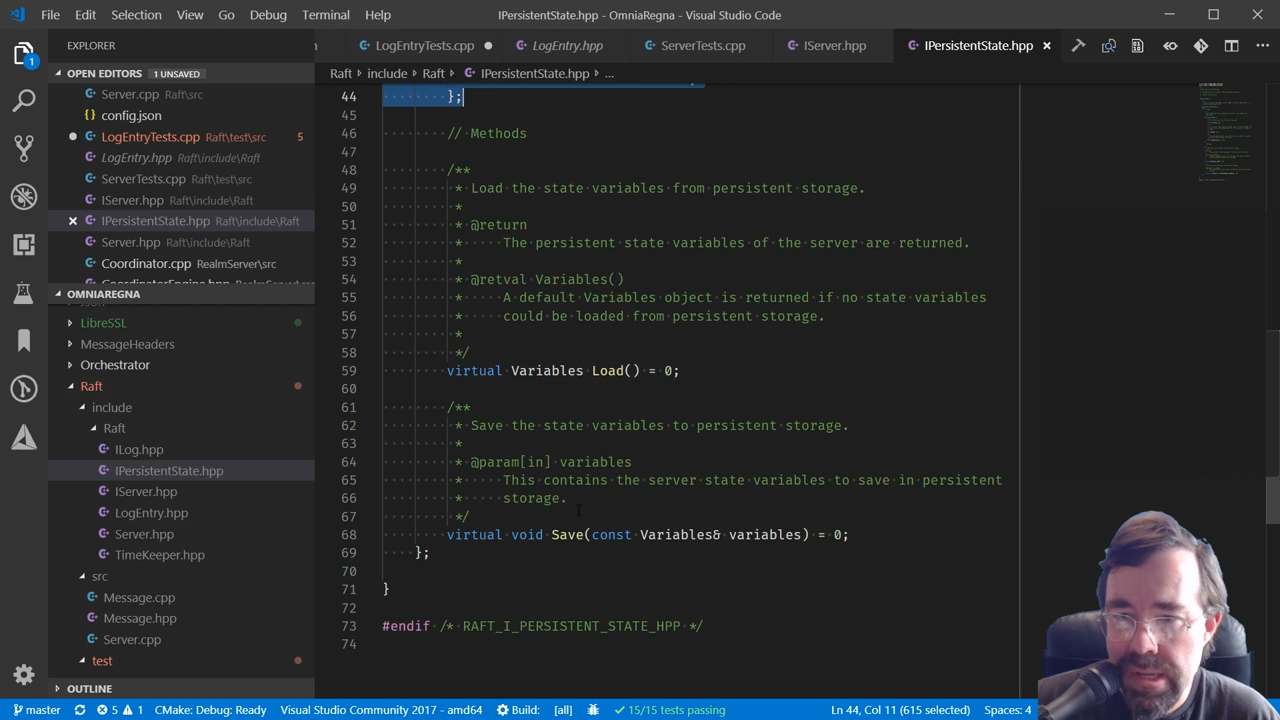 File Edit Selection View Go Debug Terminal Help
IPersistentState.hpp - OmniaRegna - Visual Studio Code
EXPLORER
LogEntryTests.cpp
LogEntry.hpp
ServerTests.cpp
IServer.hpp
IPersistentState.hpp
OPEN EDITORS 1 UNSAVED
Raft include Raft IPersistentState.hpp ...
1
Server.cpp Raft\src
config.json
LogEntryTests.cpp Raft\test\src 5
LogEntry.hpp Raft\include\Raft
ServerTests.cpp Raft\test\src
IServer.hpp Raft\include\Raft
IPersistentState.hpp Raft\include\Raft
Server.hpp Raft\include\Raft
Coordinator.cpp RealmServer\src
OMNIAREGNA
LibreSSL
MessageHeaders
Orchestrator
Raft
include
Raft
ILog.hpp
IPersistentState.hpp
IServer.hpp
LogEntry.hpp
Server.hpp
TimeKeeper.hpp
src
Message.cpp
Message.hpp
Server.cpp
test
OUTLINE
44 };
45
46 // Methods
47
48 /**
49 * Load the state variables from persistent storage.
50 *
51 * @return
52 * The persistent state variables of the server are returned.
53 *
54 * @retval Variables()
55 * A default Variables object is returned if no state variables
56 * could be loaded from persistent storage.
57 *
58 */
59 virtual Variables Load() = 0;
60
61 /**
62 * Save the state variables to persistent storage.
63 *
64 * @param[in] variables
65 * This contains the server state variables to save in persistent
66 * storage.
67 */
68 virtual void Save(const Variables& variables) = 0;
69 };
70
71 }
72
73 #endif /* RAFT_I_PERSISTENT_STATE_HPP */
74
master 5 1 CMake: Debug: Ready Visual Studio Community 2017 - amd64 Build: [all] 15/15 tests passing Ln 44, Col 11 (615 selected) Spaces: 4